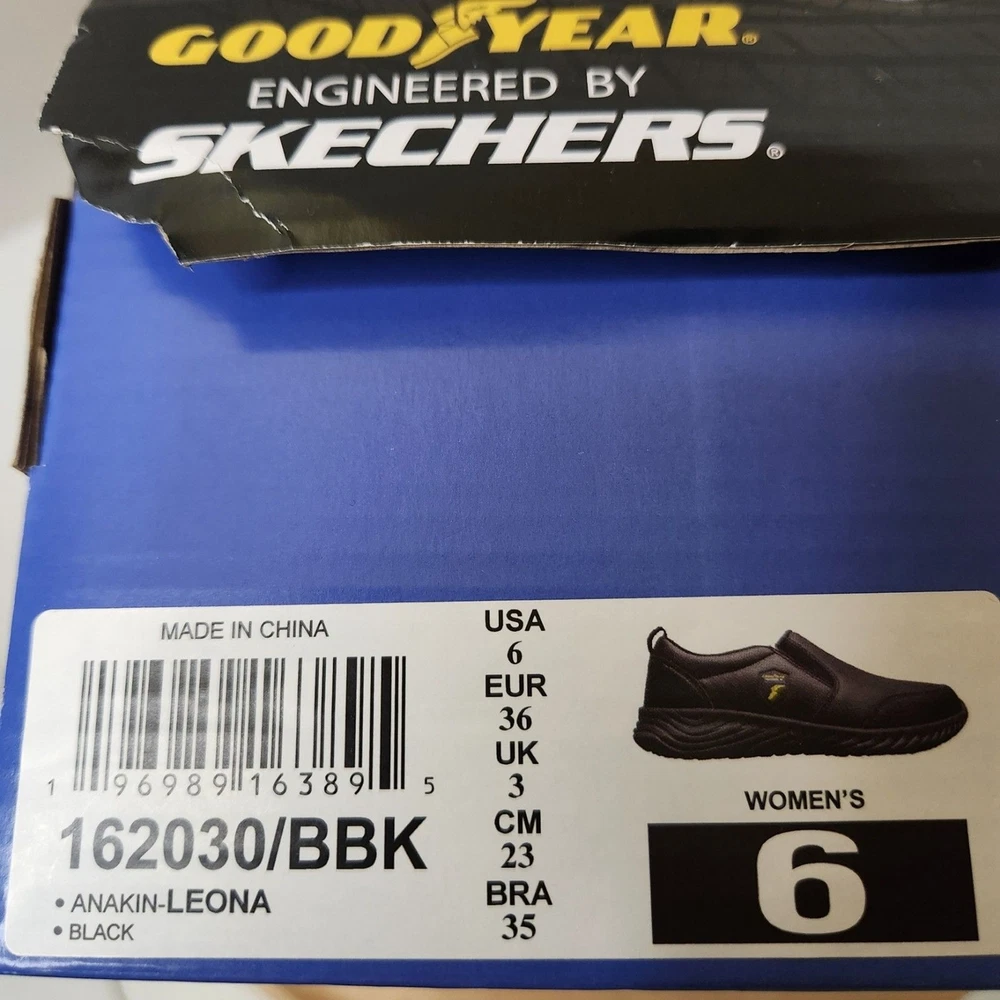 GOODYEAR®
ENGINEERED BY
SKECHERS®
MADE IN CHINA
1 96989 16389 5
162030/BBK
• ANAKIN-LEONA
• BLACK
USA
6
EUR
36
UK
3
CM
23
BRA
35
WOMEN'S
6